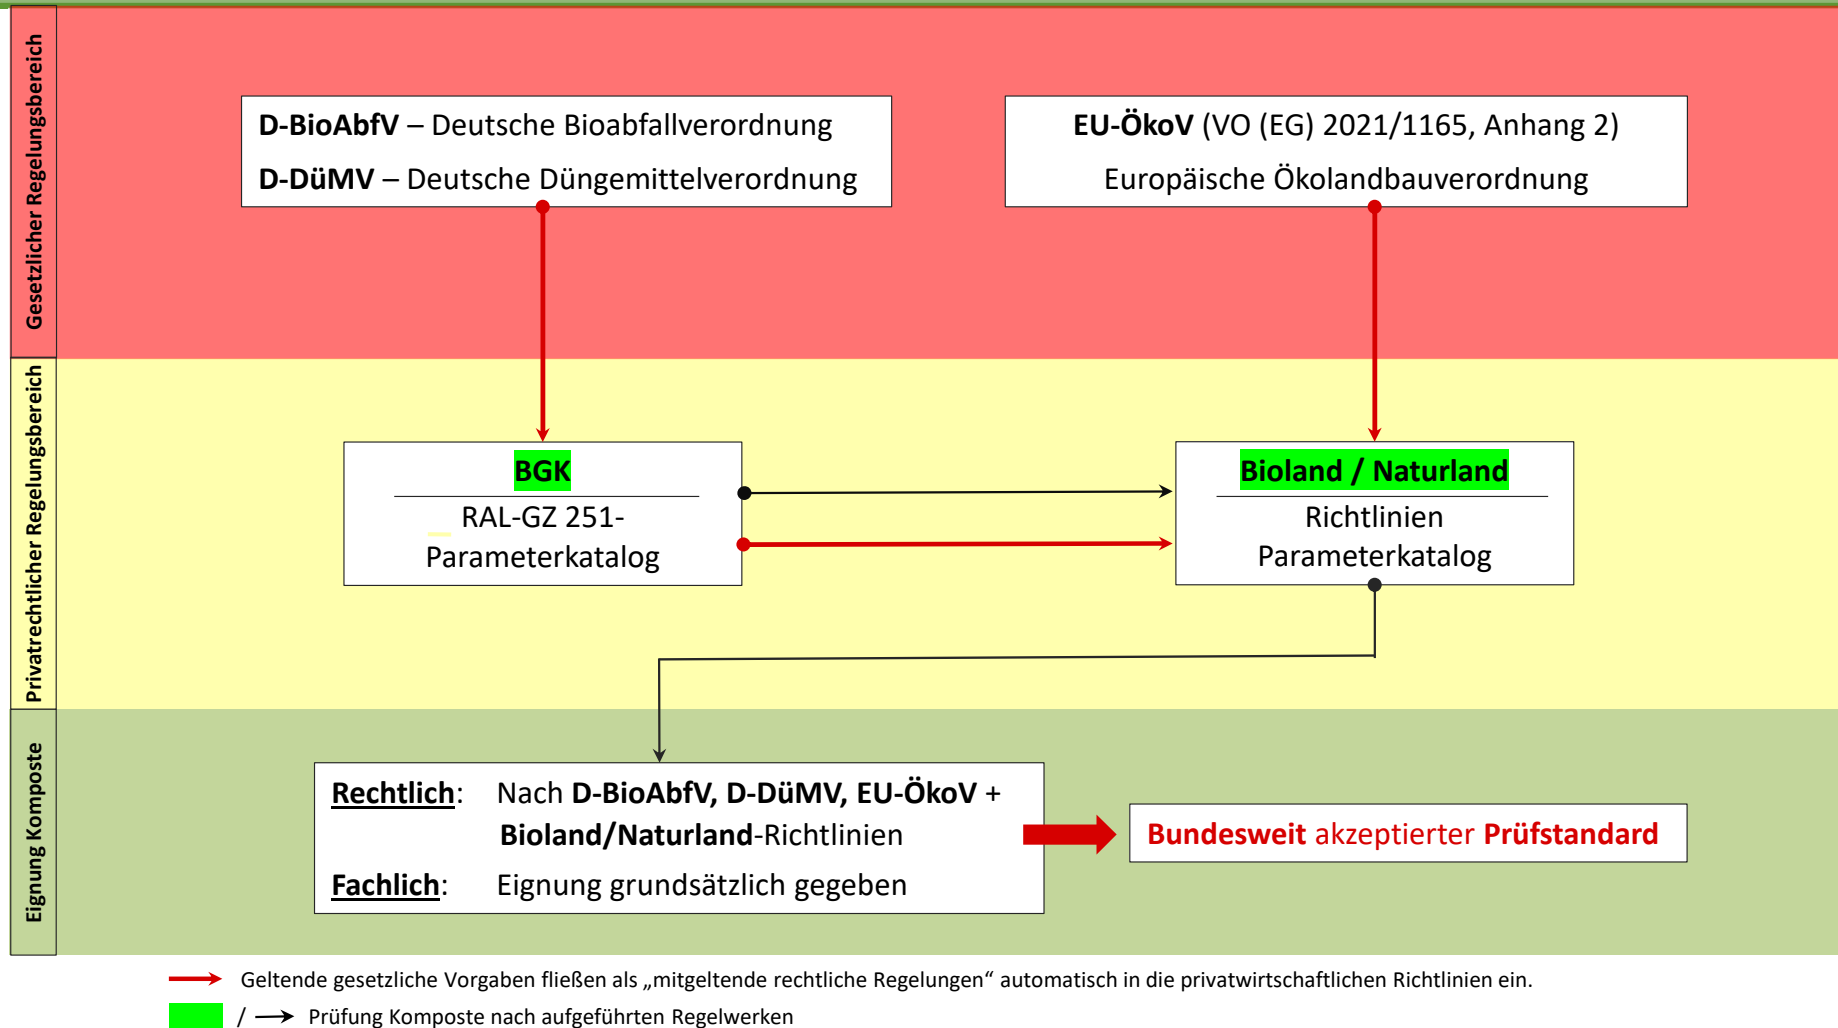 Gesetzlicher Regelungsbereich
D-BioAbfV – Deutsche Bioabfallverordnung
D-DüMV – Deutsche Düngemittelverordnung
EU-ÖkoV (VO (EG) 2021/1165, Anhang 2)
Europäische Ökolandbauverordnung
Privatrechtlicher Regelungsbereich
BGK
RAL-GZ 251-
Parameterkatalog
Bioland / Naturland
Richtlinien
Parameterkatalog
Eignung Komposte
Rechtlich: Nach D-BioAbfV, D-DüMV, EU-ÖkoV +
Bioland/Naturland-Richtlinien
Fachlich: Eignung grundsätzlich gegeben
Bundesweit akzeptierter Prüfstandard
Geltende gesetzliche Vorgaben fließen als „mitgeltende rechtliche Regelungen“ automatisch in die privatwirtschaftlichen Richtlinien ein.
/ Prüfung Komposte nach aufgeführten Regelwerken